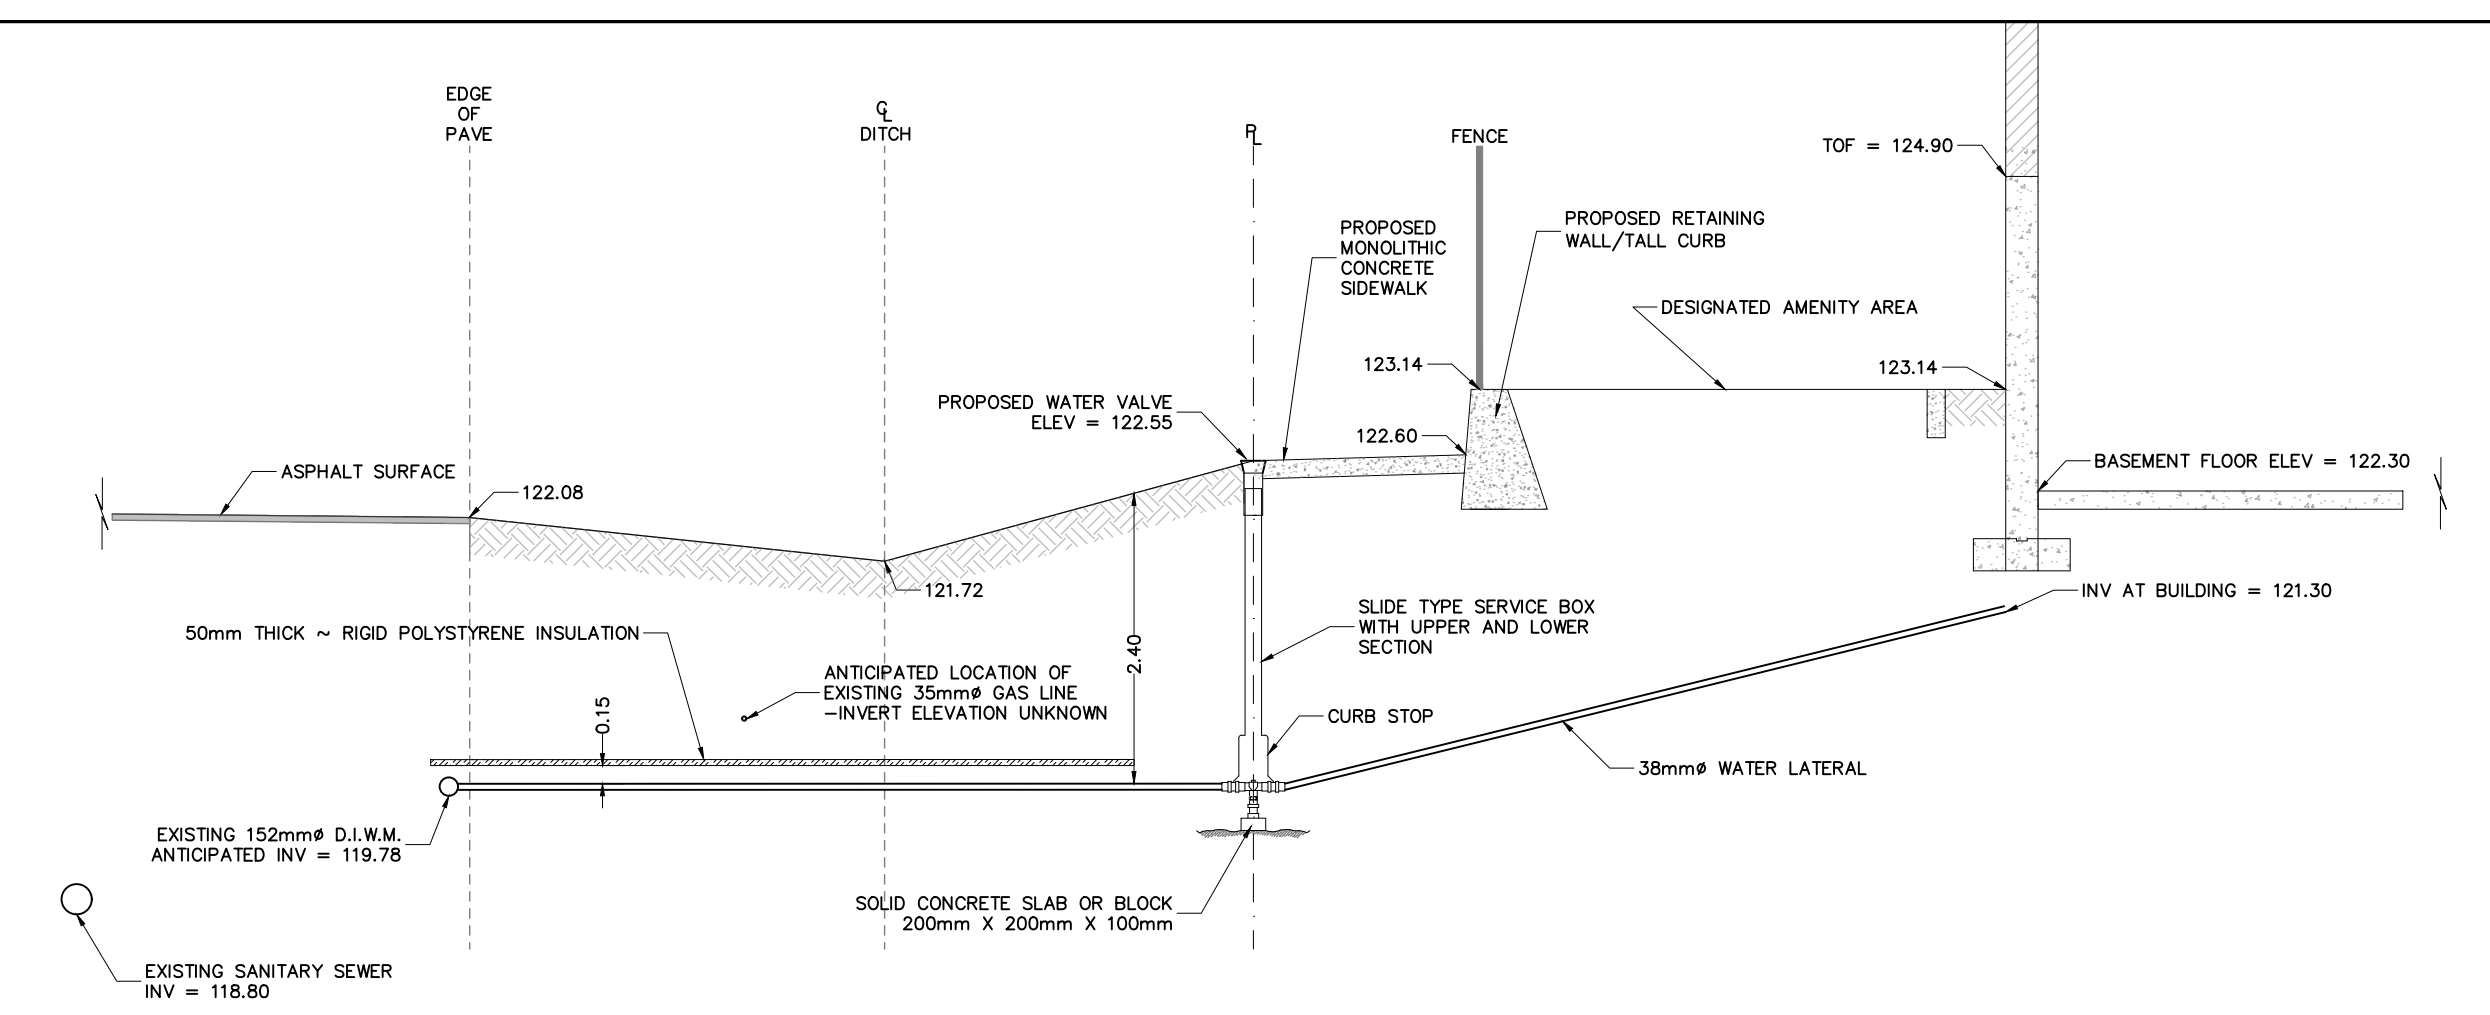 EDGE
OF
PAVE
℄
DITCH
PL
FENCE
TOF = 124.90
PROPOSED
MONOLITHIC
CONCRETE
SIDEWALK
PROPOSED RETAINING
WALL/TALL CURB
DESIGNATED AMENITY AREA
123.14
123.14
PROPOSED WATER VALVE
ELEV = 122.55
122.60
ASPHALT SURFACE
122.08
BASEMENT FLOOR ELEV = 122.30
121.72
INV AT BUILDING = 121.30
50mm THICK ~ RIGID POLYSTYRENE INSULATION
SLIDE TYPE SERVICE BOX
WITH UPPER AND LOWER
SECTION
2.40
ANTICIPATED LOCATION OF
EXISTING 35mmø GAS LINE
-INVERT ELEVATION UNKNOWN
0.15
CURB STOP
38mmø WATER LATERAL
EXISTING 152mmø D.I.W.M.
ANTICIPATED INV = 119.78
SOLID CONCRETE SLAB OR BLOCK
200mm X 200mm X 100mm
EXISTING SANITARY SEWER
INV = 118.80